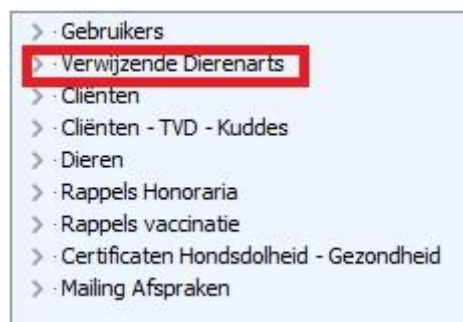 Gebruikers
Verwijzende Dierenarts
Cliënten
Cliënten - TVD - Kuddes
Dieren
Rappels Honoraria
Rappels vaccinatie
Certificaten Hondsdolheid - Gezondheid
Mailing Afspraken